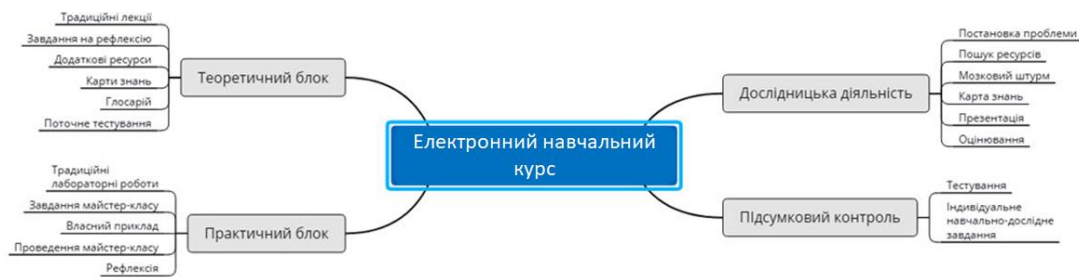 Електронний навчальний
курс
Теоретичний блок
Традиційні лекції
Завдання на рефлексію
Додаткові ресурси
Карти знань
Глосарій
Поточне тестування
Практичний блок
Традиційні
лабораторні роботи
Завдання майстер-класу
Власний приклад
Проведення майстер-класу
Рефлексія
Дослідницька діяльність
Постановка проблеми
Пошук ресурсів
Мозковий штурм
Карта знань
Презентація
Оцінювання
Підсумковий контроль
Тестування
Індивідуальне
навчально-дослідне
завдання